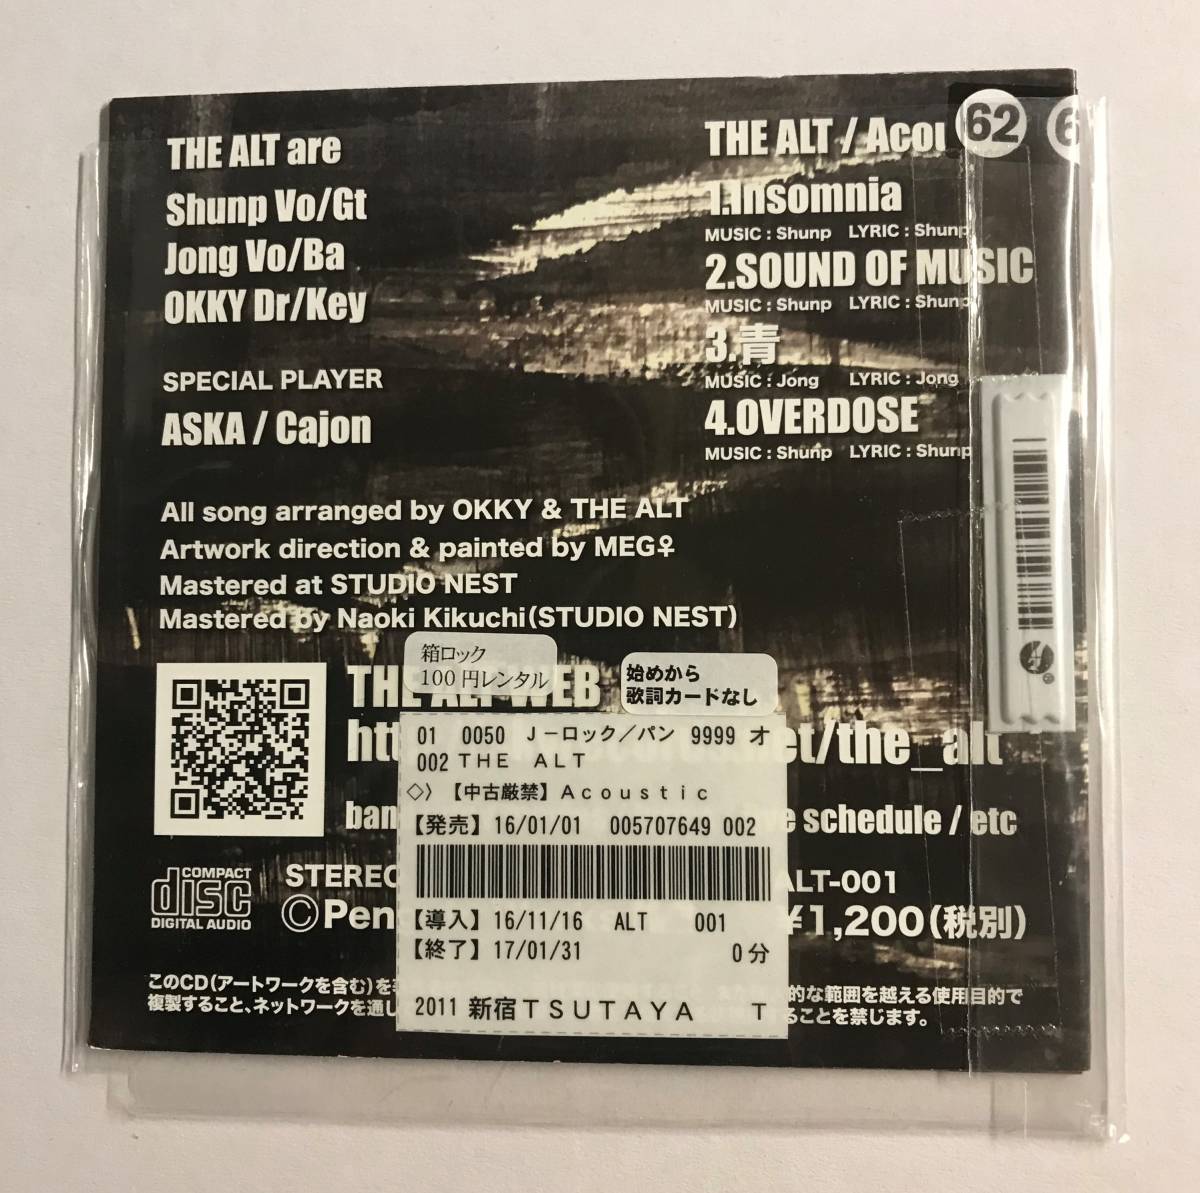 THE ALT are
Shunp Vo/Gt
Jong Vo/Ba
OKKY Dr/Key
SPECIAL PLAYER
ASKA / Cajon
THE ALT / Acou
62 6
1.Insomnia
MUSIC : Shunp LYRIC : Shunp
2.SOUND OF MUSIC
MUSIC : Shunp LYRIC : Shunp
3.青
MUSIC : Jong LYRIC : Jong
4.OVERDOSE
MUSIC : Shunp LYRIC : Shunp
All song arranged by OKKY & THE ALT
Artwork direction & painted by MEG♀
Mastered at STUDIO NEST
Mastered by Naoki Kikuchi(STUDIO NEST)
箱ロック
100円レンタル
始めから
歌詞カードなし
THE ALT WEB
et/the_alt
01 0050 J-ロック/パン 9999 オ
002 THE ALT
◇〉【中古厳禁】Acoustic
【発売】16/01/01 005707649 002
【導入】16/11/16 ALT 001
【終了】17/01/31 0分
2011 新宿TSUTAYA T
schedule / etc
COMPACT
disc
DIGITAL AUDIO
STEREO
ALT-001
©Pen
¥1,200(税別)
このCD(アートワークを含む)を
的な範囲を越える使用目的で
複製すること、ネットワークを通し
ることを禁じます。